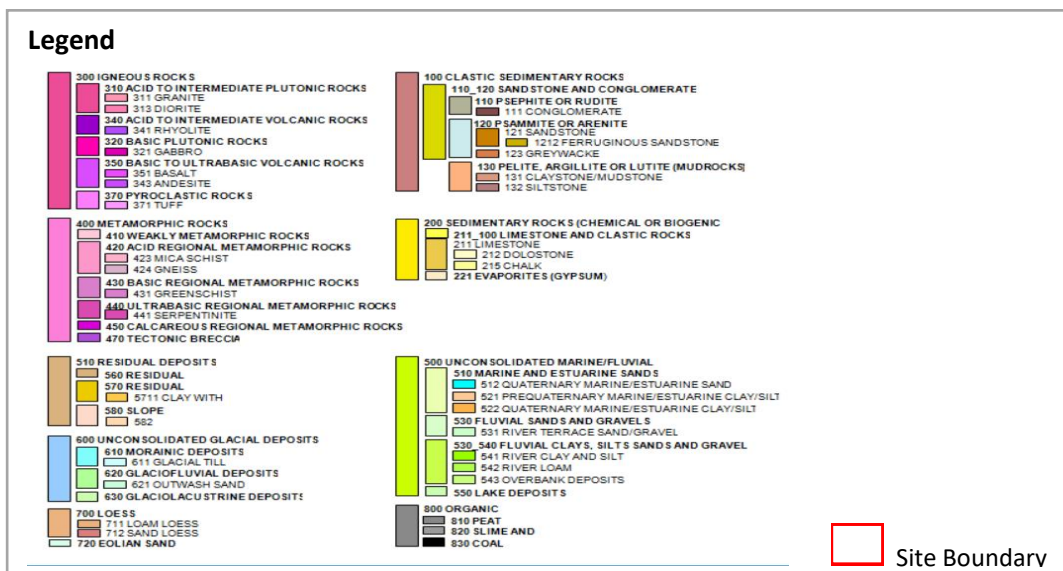 Legend
300 IGNEOUS ROCKS
310 ACID TO INTERMEDIATE PLUTONIC ROCKS
311 GRANITE
313 DIORITE
340 ACID TO INTERMEDIATE VOLCANIC ROCKS
341 RHYOLITE
320 BASIC PLUTONIC ROCKS
321 GABBRO
350 BASIC TO ULTRABASIC VOLCANIC ROCKS
351 BASALT
343 ANDESITE
370 PYROCLASTIC ROCKS
371 TUFF
400 METAMORPHIC ROCKS
410 WEAKLY METAMORPHIC ROCKS
420 ACID REGIONAL METAMORPHIC ROCKS
423 MICA SCHIST
424 GNEISS
430 BASIC REGIONAL METAMORPHIC ROCKS
431 GREENSCHIST
440 ULTRABASIC REGIONAL METAMORPHIC ROCKS
441 SERPENTINITE
450 CALCAREOUS REGIONAL METAMORPHIC ROCKS
470 TECTONIC BRECCIA
510 RESIDUAL DEPOSITS
560 RESIDUAL
570 RESIDUAL
5711 CLAY WITH
580 SLOPE
582
600 UNCONSOLIDATED GLACIAL DEPOSITS
610 MORAINIC DEPOSITS
611 GLACIAL TILL
620 GLACIOFLUVIAL DEPOSITS
621 OUTWASH SAND
630 GLACIOLACUSTRINE DEPOSITS
700 LOESS
711 LOAM LOESS
712 SAND LOESS
720 EOLIAN SAND
100 CLASTIC SEDIMENTARY ROCKS
110_120 SANDSTONE AND CONGLOMERATE
110 PSEPHITE OR RUDITE
111 CONGLOMERATE
120 PSAMMITE OR ARENITE
121 SANDSTONE
1212 FERRUGINOUS SANDSTONE
123 GREYWACKE
130 PELITE, ARGILLITE OR LUTITE (MUDROCKS)
131 CLAYSTONE/MUDSTONE
132 SILTSTONE
200 SEDIMENTARY ROCKS (CHEMICAL OR BIOGENIC
211_100 LIMESTONE AND CLASTIC ROCKS
211 LIMESTONE
212 DOLOSTONE
215 CHALK
221 EVAPORITES (GYPSUM)
500 UNCONSOLIDATED MARINE/FLUVIAL
510 MARINE AND ESTUARINE SANDS
512 QUATERNARY MARINE/ESTUARINE SAND
521 PREQUATERNARY MARINE/ESTUARINE CLAY/SILT
522 QUATERNARY MARINE/ESTUARINE CLAY/SILT
530 FLUVIAL SANDS AND GRAVELS
531 RIVER TERRACE SAND/GRAVEL
530_540 FLUVIAL CLAYS, SILTS SANDS AND GRAVEL
541 RIVER CLAY AND SILT
542 RIVER LOAM
543 OVERBANK DEPOSITS
550 LAKE DEPOSITS
800 ORGANIC
810 PEAT
820 SLIME AND
830 COAL
Site Boundary